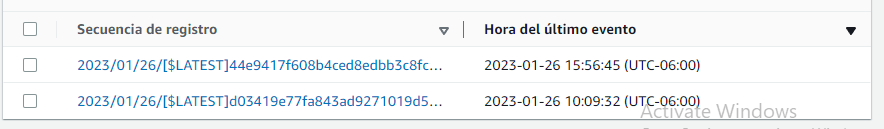 Secuencia de registro Hora del último evento
2023/01/26/[$LATEST]44e9417f608b4ced8edbb3c8fc... 2023-01-26 15:56:45 (UTC-06:00)
2023/01/26/[$LATEST]d03419e77fa843ad9271019d5... 2023-01-26 10:09:32 (UTC-06:00)
Activate Windows